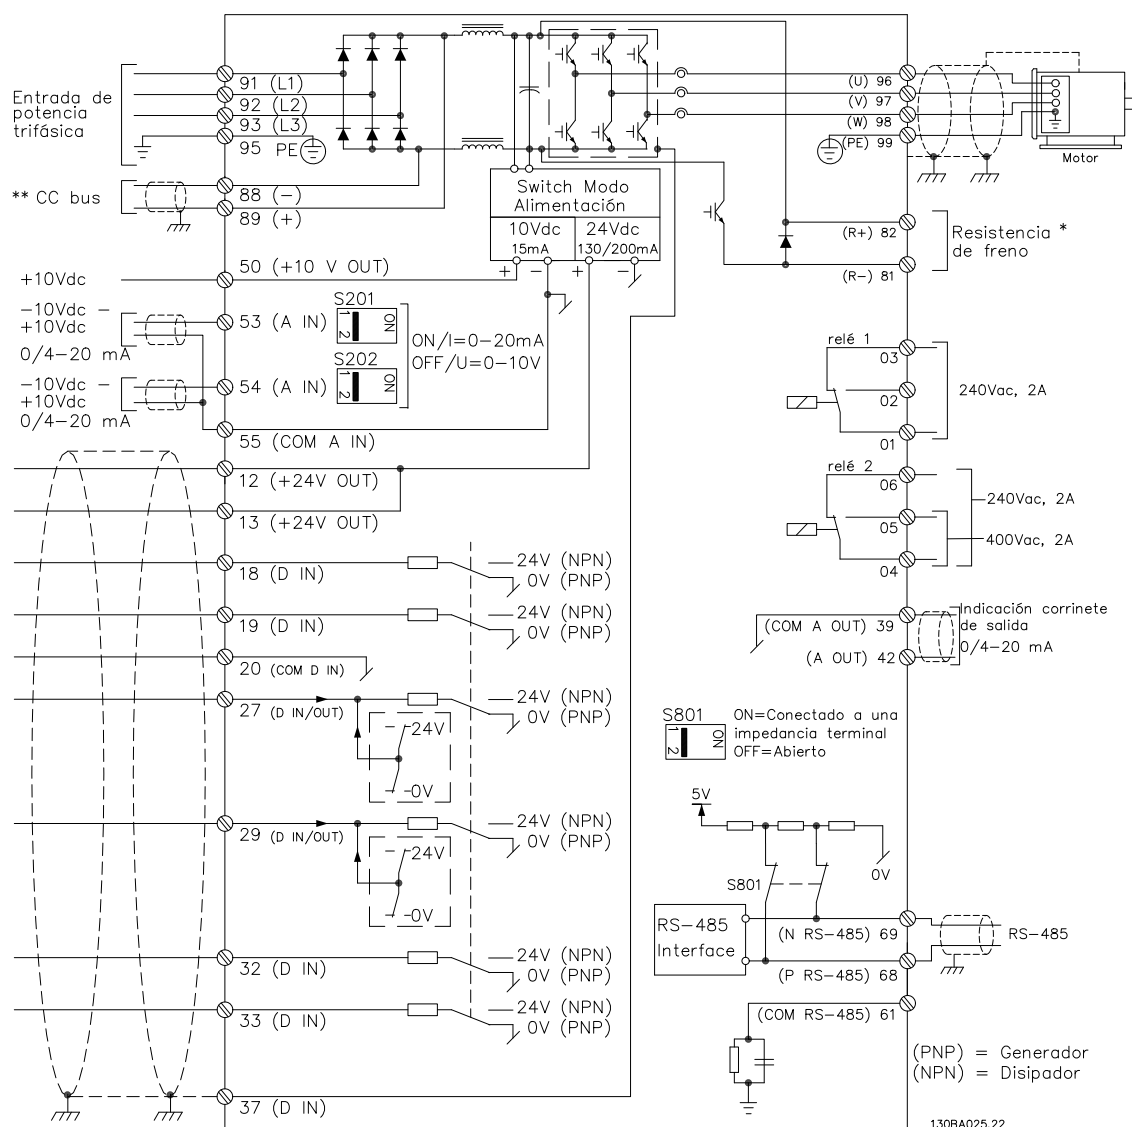 Entrada de
potencia
trifásica
91 (L1)
92 (L2)
93 (L3)
95 PE
** CC bus
88 (−)
89 (+)
Switch Modo
Alimentación
10Vdc
15mA
24Vdc
130/200mA
+ − + −
(U) 96
(V) 97
(W) 98
(PE) 99
Motor
(R+) 82
Resistencia *
de freno
(R−) 81
+10Vdc
50 (+10 V OUT)
−10Vdc −
+10Vdc
0/4−20 mA
53 (A IN)
S201
1 2
ON
ON/I=0−20mA
OFF/U=0−10V
S202
1 2
ON
−10Vdc −
+10Vdc
0/4−20 mA
54 (A IN)
55 (COM A IN)
12 (+24V OUT)
13 (+24V OUT)
relé 1
03
02
01
240Vac, 2A
relé 2
06
05
04
240Vac, 2A
400Vac, 2A
18 (D IN)
24V (NPN)
0V (PNP)
19 (D IN)
24V (NPN)
0V (PNP)
20 (COM D IN)
27 (D IN/OUT)
24V (NPN)
0V (PNP)
24V
0V
29 (D IN/OUT)
24V (NPN)
0V (PNP)
24V
0V
32 (D IN)
24V (NPN)
0V (PNP)
33 (D IN)
24V (NPN)
0V (PNP)
37 (D IN)
(COM A OUT) 39
(A OUT) 42
Indicación corrinete
de salida
0/4−20 mA
S801
1 2
ON
ON=Conectado a una
impedancia terminal
OFF=Abierto
5V
S801
0V
RS−485
Interface
(N RS−485) 69
RS−485
(P RS−485) 68
(COM RS−485) 61
(PNP) = Generador
(NPN) = Disipador
130BA025.22